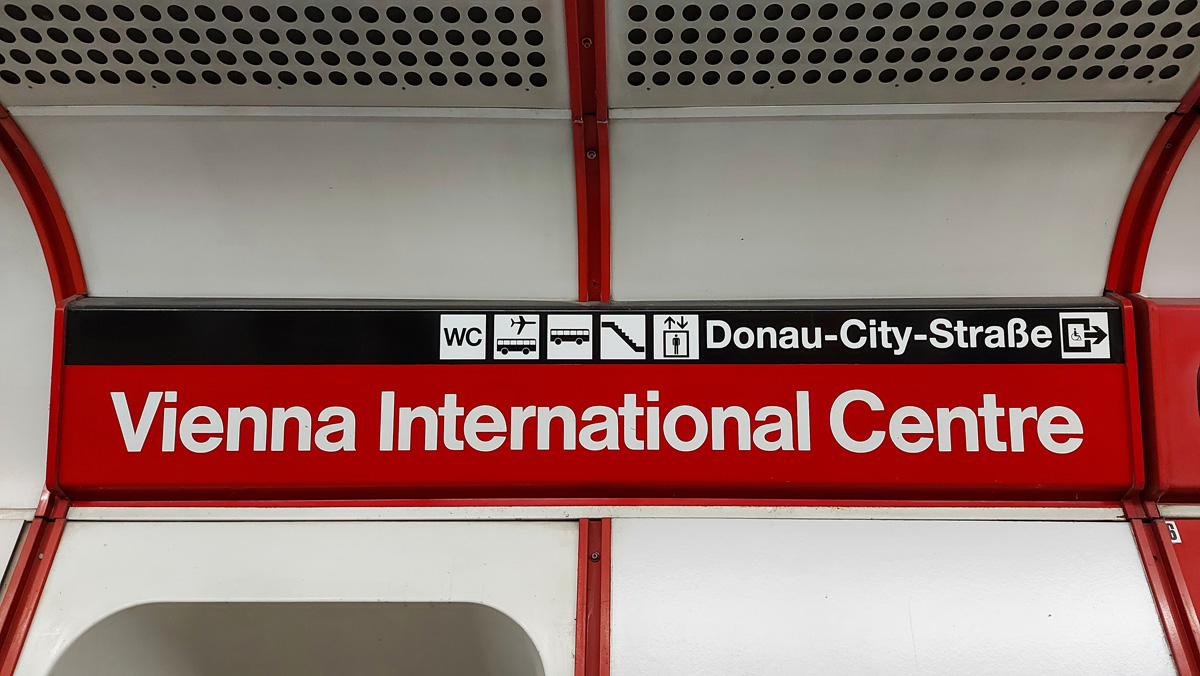 WC Donau-City-Straße
Vienna International Centre